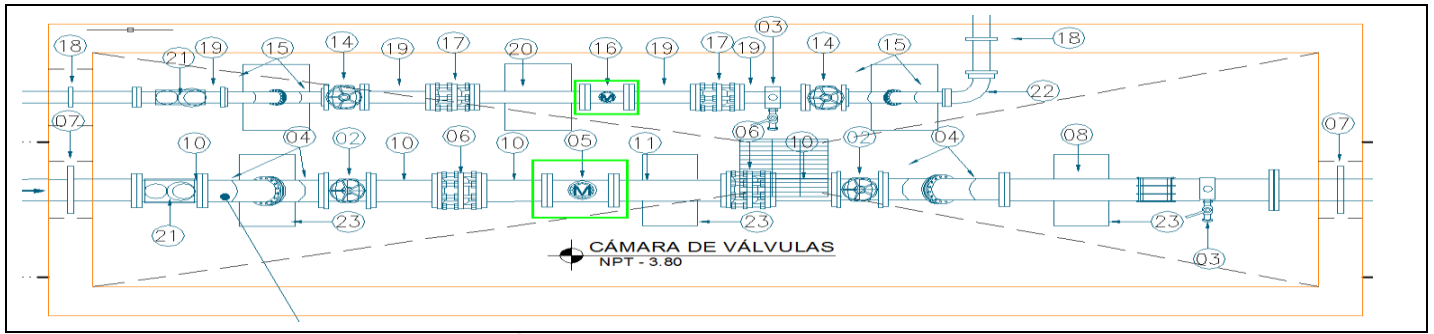 18 21 19 15 14 19 17 20 16 19 17 19 03 14 15 18
22
07 10 04 02 10 06 10 05 11 06 10 02 04 08 07
21 23 23 23 03
M
M
CÁMARA DE VÁLVULAS
NPT - 3.80